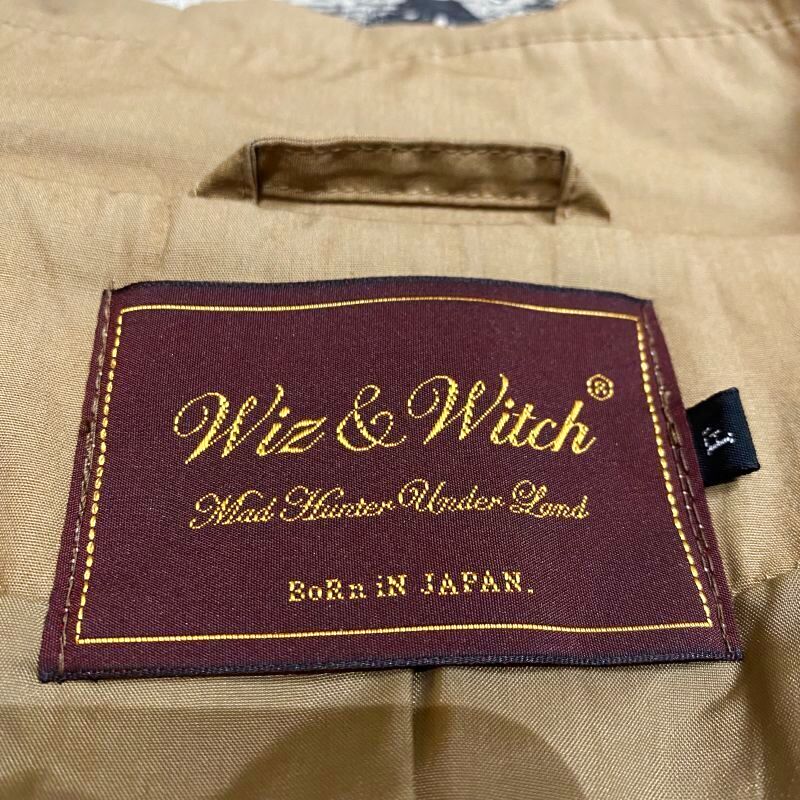 Wiz & Witch®
Mad Hunter Under Land
BoRn iN JAPAN.